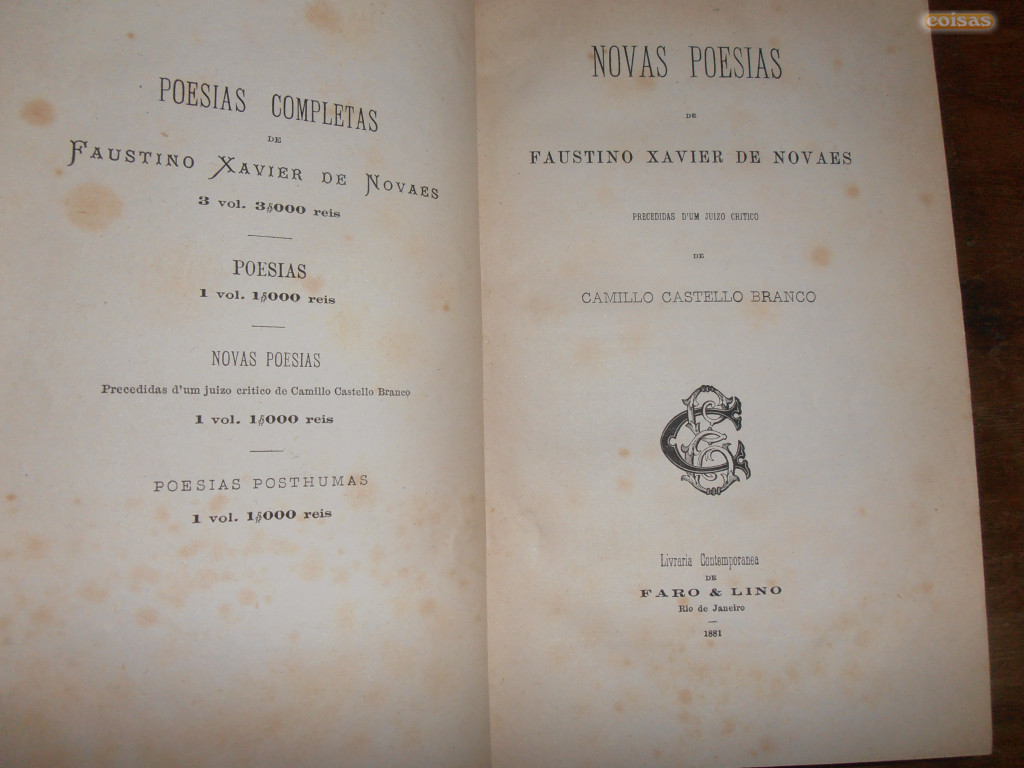 POESIAS COMPLETAS
DE
FAUSTINO XAVIER DE NOVAES
3 vol. 3$000 reis
POESIAS
1 vol. 1$000 reis
NOVAS POESIAS
Precedidas d'um juizo critico de Camillo Castello Branco
1 vol. 1$000 reis
POESIAS POSTHUMAS
1 vol. 1$000 reis
NOVAS POESIAS
DE
FAUSTINO XAVIER DE NOVAES
PRECEDIDAS D'UM JUIZO CRITICO
DE
CAMILLO CASTELLO BRANCO
Livraria Contemporanea
DE
FARO & LINO
Rio de Janeiro
1881
coisas